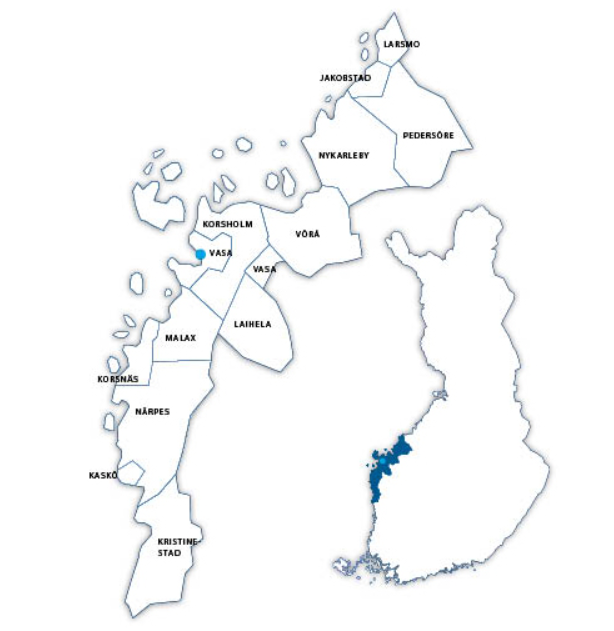 LARSMO
JAKOBSTAD
PEDERSÖRE
NYKARLEBY
KORSHOLM
VÖRÅ
VASA
VASA
LAIHELA
MALAX
KORSNÄS
NÄRPES
KASKÖ
KRISTINE-
STAD